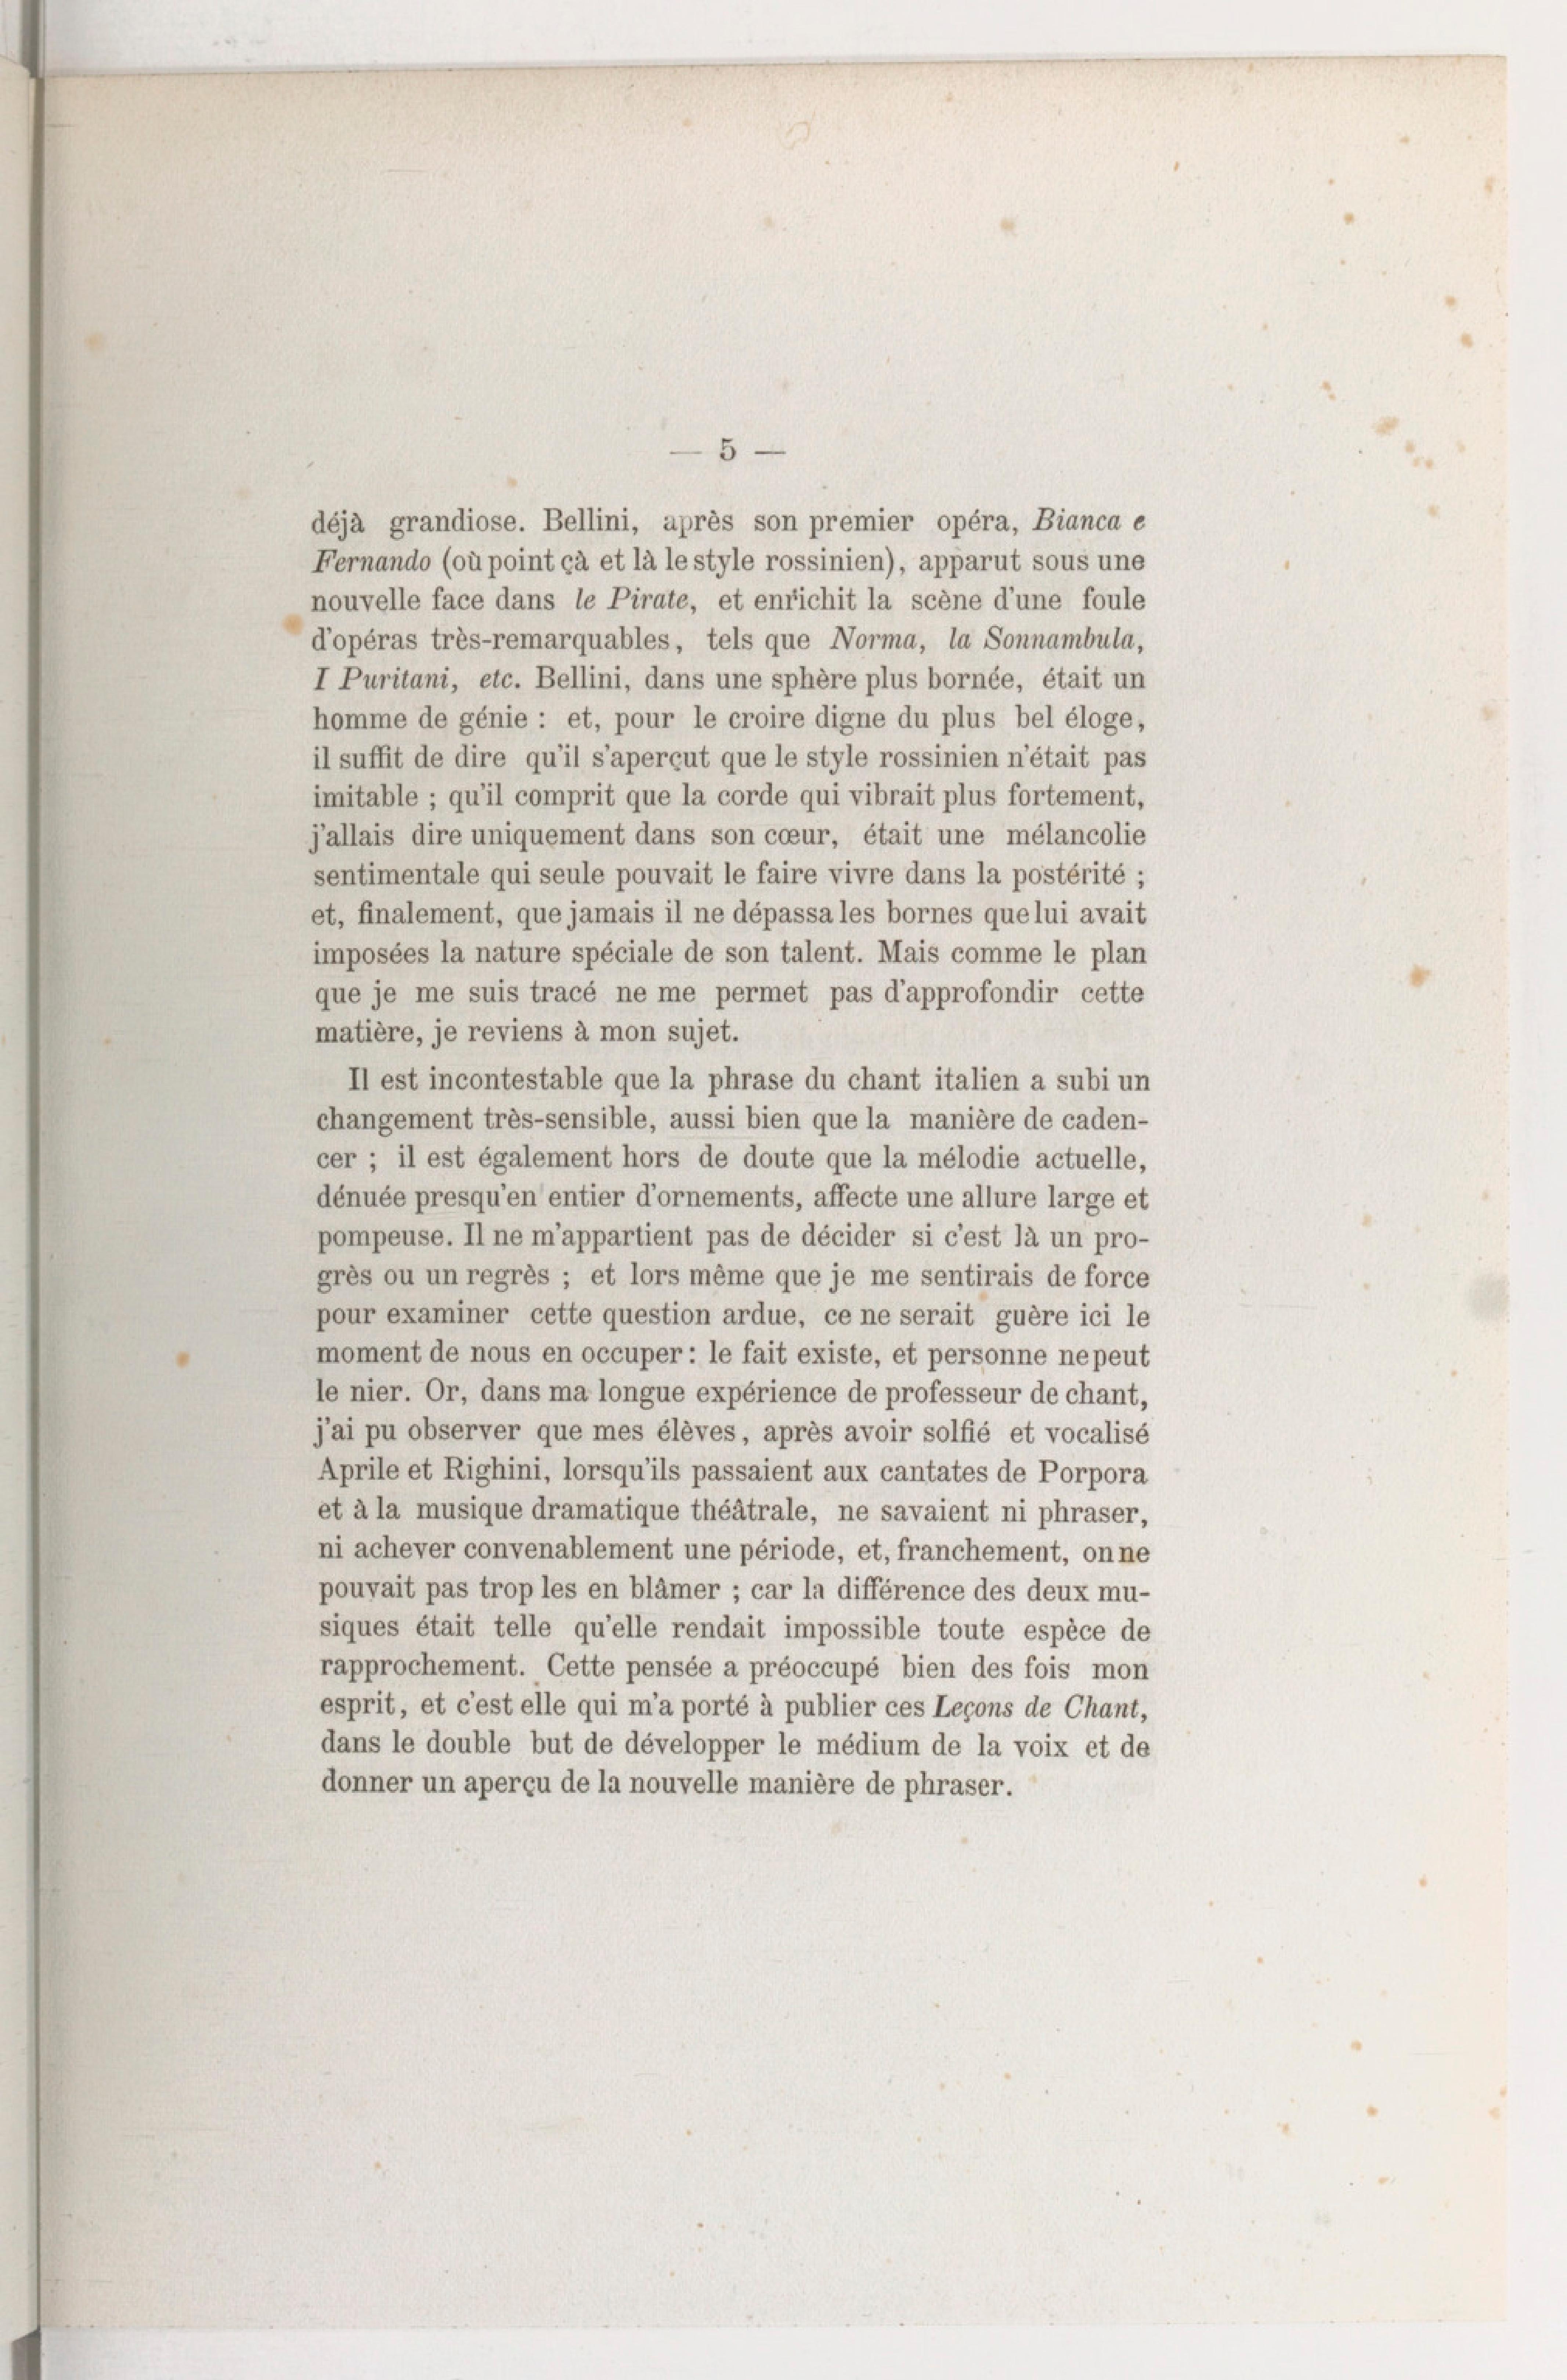 — 5 —
déjà grandiose. Bellini, après son premier opéra, Bianca e
Fernando (où point çà et là le style rossinien), apparut sous une
nouvelle face dans le Pirate, et enrichit la scène d'une foule
d'opéras très-remarquables, tels que Norma, la Sonnambula,
I Puritani, etc. Bellini, dans une sphère plus bornée, était un
homme de génie : et, pour le croire digne du plus bel éloge,
il suffit de dire qu'il s'aperçut que le style rossinien n'était pas
imitable ; qu'il comprit que la corde qui vibrait plus fortement,
j'allais dire uniquement dans son cœur, était une mélancolie
sentimentale qui seule pouvait le faire vivre dans la postérité ;
et, finalement, que jamais il ne dépassa les bornes que lui avait
imposées la nature spéciale de son talent. Mais comme le plan
que je me suis tracé ne me permet pas d'approfondir cette
matière, je reviens à mon sujet.
Il est incontestable que la phrase du chant italien a subi un
changement très-sensible, aussi bien que la manière de caden-
cer ; il est également hors de doute que la mélodie actuelle,
dénuée presqu'en entier d'ornements, affecte une allure large et
pompeuse. Il ne m'appartient pas de décider si c'est là un pro-
grès ou un regrès ; et lors même que je me sentirais de force
pour examiner cette question ardue, ce ne serait guère ici le
moment de nous en occuper : le fait existe, et personne ne peut
le nier. Or, dans ma longue expérience de professeur de chant,
j'ai pu observer que mes élèves, après avoir solfié et vocalisé
Aprile et Righini, lorsqu'ils passaient aux cantates de Porpora
et à la musique dramatique théâtrale, ne savaient ni phraser,
ni achever convenablement une période, et, franchement, on ne
pouvait pas trop les en blâmer ; car la différence des deux mu-
siques était telle qu'elle rendait impossible toute espèce de
rapprochement. Cette pensée a préoccupé bien des fois mon
esprit, et c'est elle qui m'a porté à publier ces Leçons de Chant,
dans le double but de développer le médium de la voix et de
donner un aperçu de la nouvelle manière de phraser.